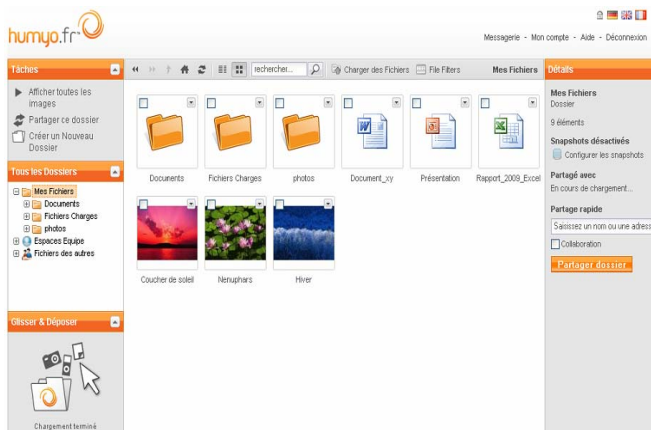 humyo.fr
Messagerie - Mon compte - Aide - Déconnexion
Tâches
Afficher toutes les images
Partager ce dossier
Créer un Nouveau Dossier
Tous les Dossiers
Mes Fichiers
Documents
Fichiers Charges
photos
Espaces Equipe
Fichiers des autres
Glisser & Déposer
Chargement terminé
rechercher...
Charger des Fichiers
File Filters
Mes Fichiers
Documents
Fichiers Charges
photos
Document_xy
Présentation
Rapport_2009_Excel
Coucher de soleil
Nenuphars
Hiver
Détails
Mes Fichiers
Dossier
9 éléments
Snapshots désactivés
Configurer les snapshots
Partagé avec
En cours de chargement...
Partage rapide
Saisissez un nom ou une adress
Collaboration
Partager dossier